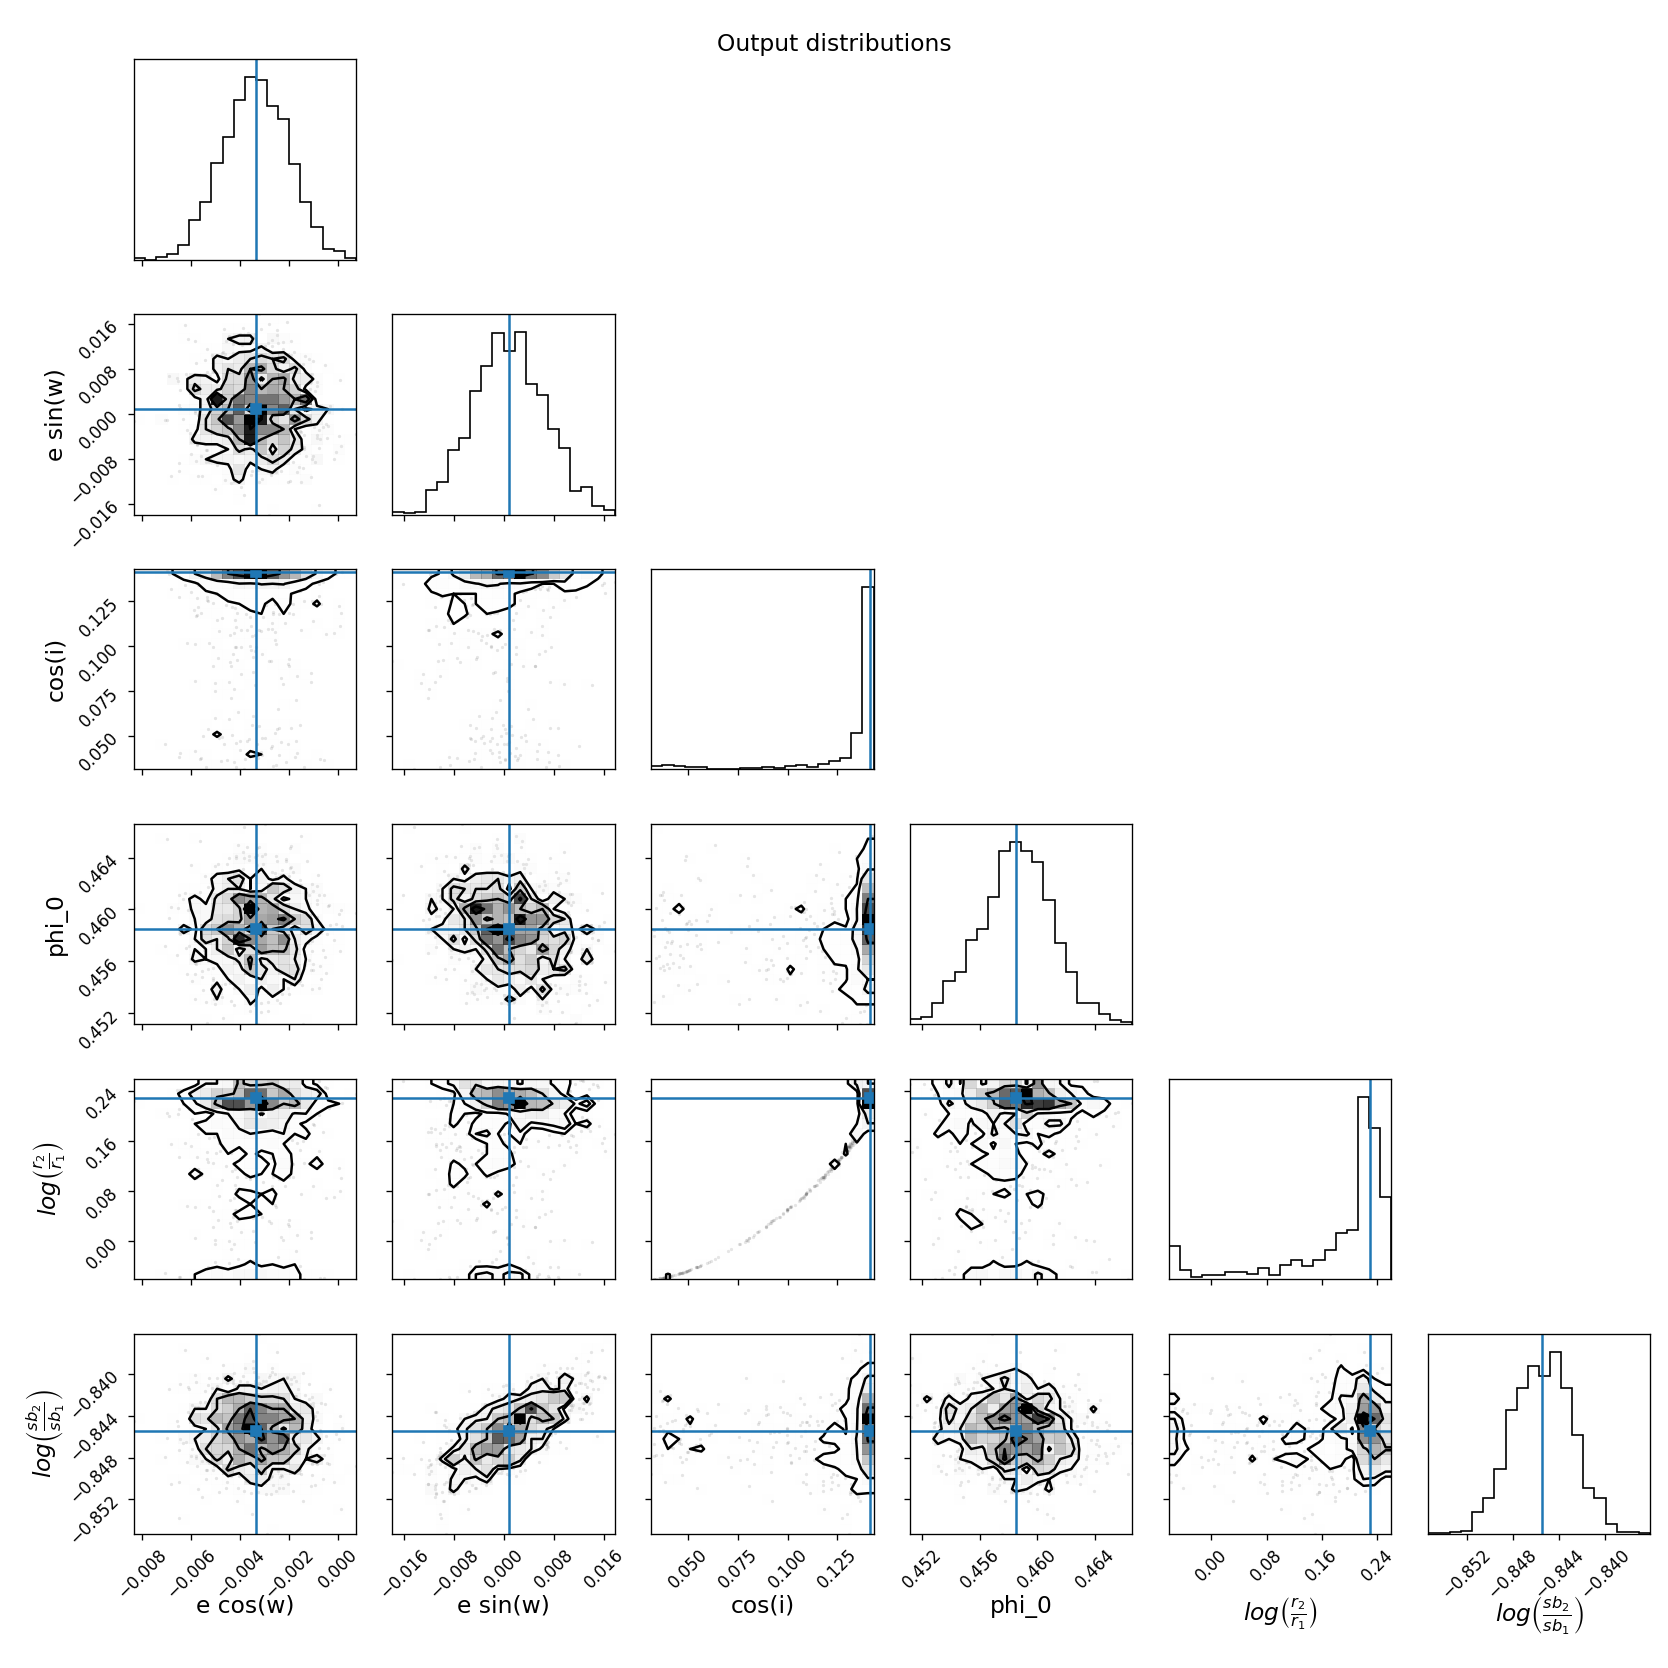 Output distributions
0.016
0.008
0.000
−0.008
−0.016
e sin(w)
0.125
0.100
0.075
0.050
cos(i)
0.464
0.460
0.456
0.452
phi_0
0.24
0.16
0.08
0.00
log(r₂/r₁)
−0.840
−0.844
−0.848
−0.852
log(sb₂/sb₁)
−0.008 −0.006 −0.004 −0.002 0.000
−0.016 −0.008 0.000 0.008 0.016
0.050 0.075 0.100 0.125
0.452 0.456 0.460 0.464
0.00 0.08 0.16 0.24
−0.852 −0.848 −0.844 −0.840
e cos(w) e sin(w) cos(i) phi_0 log(r₂/r₁) log(sb₂/sb₁)